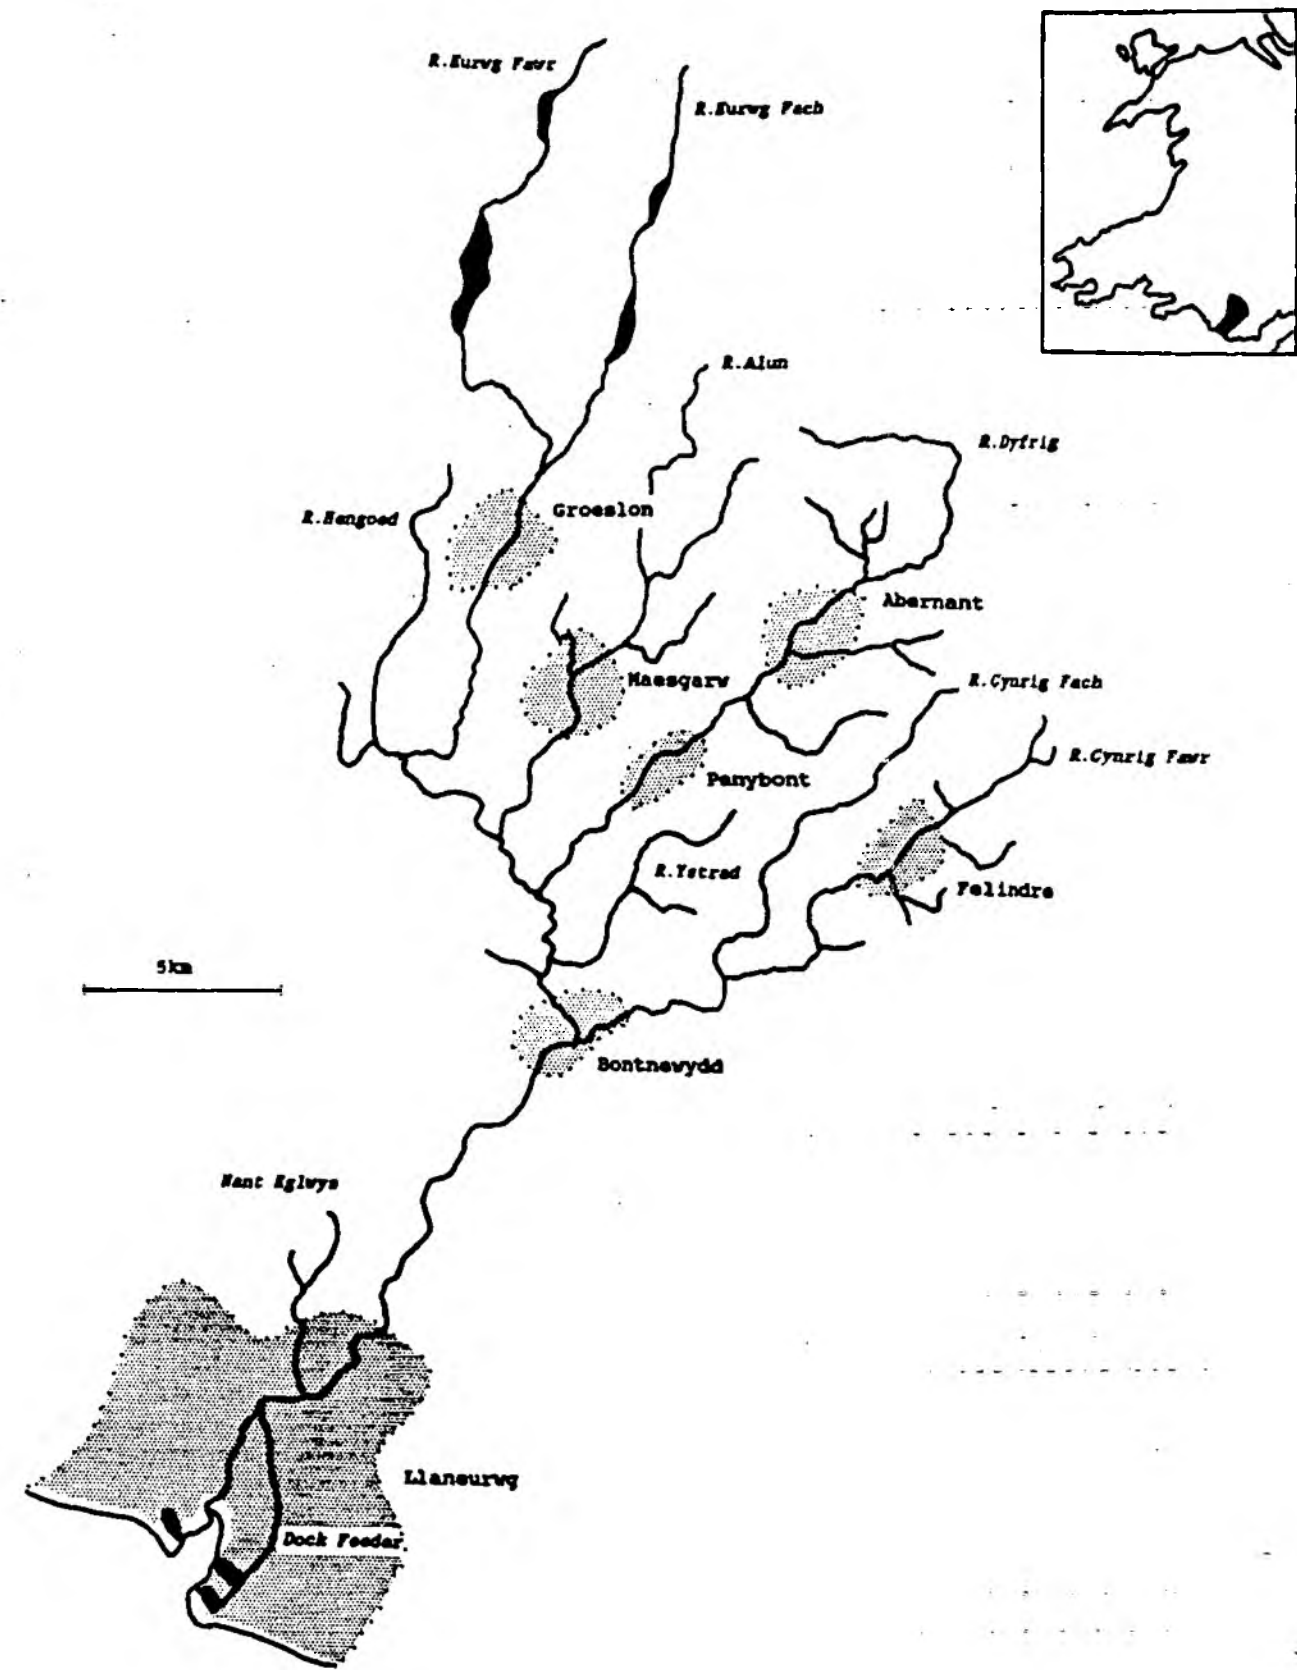 R.Eurwg Fawr
R.Eurwg Fach
R.Alun
R.Dyfrig
R.Hengoed
Groeslon
Abernant
Maesgarw
R.Cynrig Fach
R.Cynrig Fawr
Penybont
R.Ystrad
Felindre
5km
Bontnewydd
Nant Eglwys
Llaneurwg
Dock Feeder